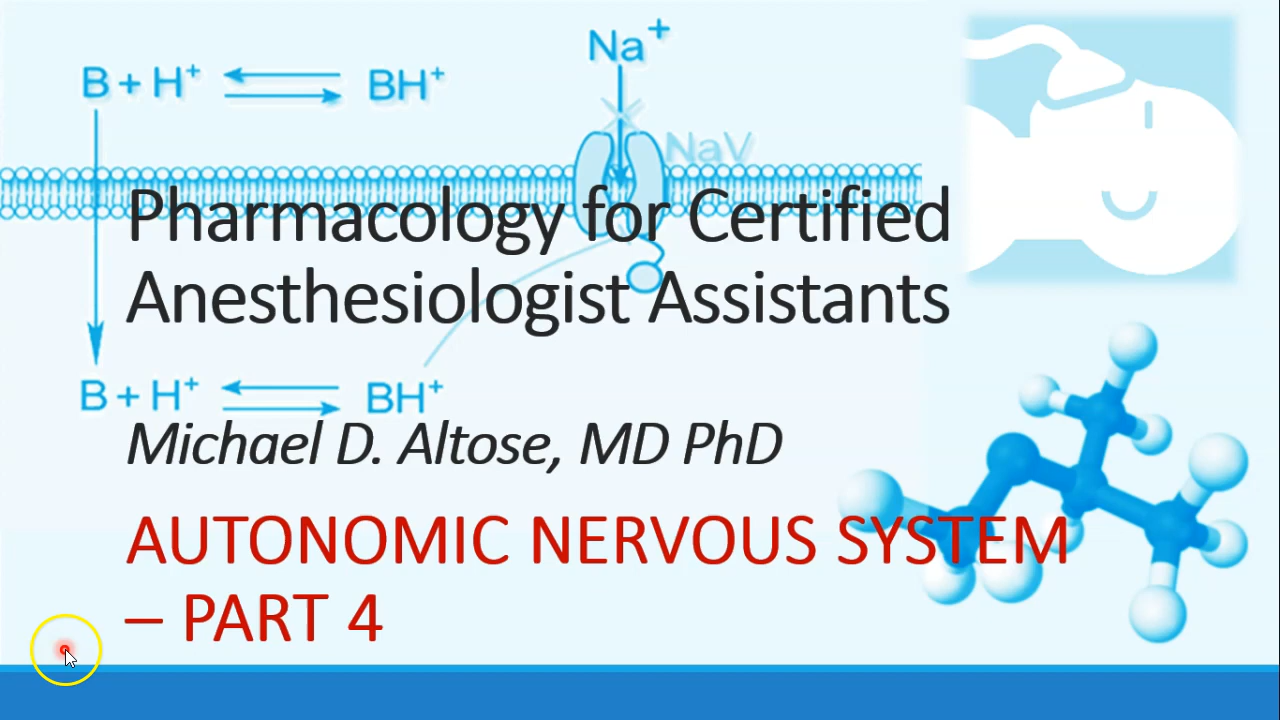 Na⁺
B + H⁺ BH⁺
NaV
Pharmacology for Certified
Anesthesiologist Assistants
B + H⁺ BH⁺
Michael D. Altose, MD PhD
AUTONOMIC NERVOUS SYSTEM
– PART 4